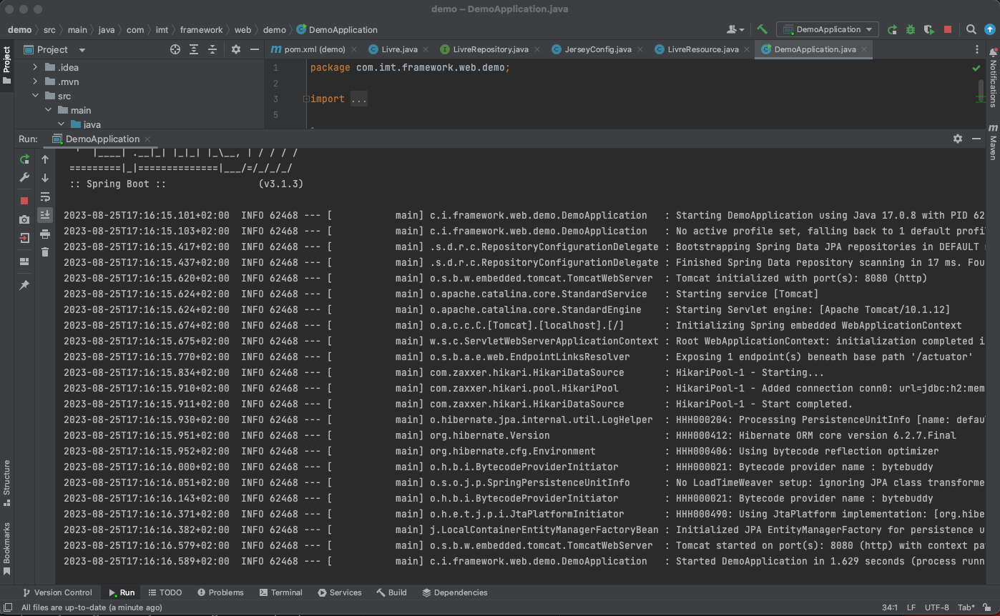 demo – DemoApplication.java
demo src main java com imt framework web demo DemoApplication
DemoApplication
Project
Project
pom.xml (demo) Livre.java LivreRepository.java JerseyConfig.java LivreResource.java DemoApplication.java
.idea
.mvn
src
main
java
1 package com.imt.framework.web.demo;
2
3 import ...
5
Notifications
Maven
Run: DemoApplication
'  |____| .__|_| |_|_| |_\__, | / / / /
=========|_|==============|___/=/_/_/_/
:: Spring Boot ::                (v3.1.3)
2023-08-25T17:16:15.101+02:00  INFO 62468 --- [           main] c.i.framework.web.demo.DemoApplication   : Starting DemoApplication using Java 17.0.8 with PID 62
2023-08-25T17:16:15.103+02:00  INFO 62468 --- [           main] c.i.framework.web.demo.DemoApplication   : No active profile set, falling back to 1 default profi
2023-08-25T17:16:15.417+02:00  INFO 62468 --- [           main] .s.d.r.c.RepositoryConfigurationDelegate : Bootstrapping Spring Data JPA repositories in DEFAULT
2023-08-25T17:16:15.437+02:00  INFO 62468 --- [           main] .s.d.r.c.RepositoryConfigurationDelegate : Finished Spring Data repository scanning in 17 ms. Fou
2023-08-25T17:16:15.620+02:00  INFO 62468 --- [           main] o.s.b.w.embedded.tomcat.TomcatWebServer  : Tomcat initialized with port(s): 8080 (http)
2023-08-25T17:16:15.624+02:00  INFO 62468 --- [           main] o.apache.catalina.core.StandardService   : Starting service [Tomcat]
2023-08-25T17:16:15.624+02:00  INFO 62468 --- [           main] o.apache.catalina.core.StandardEngine    : Starting Servlet engine: [Apache Tomcat/10.1.12]
2023-08-25T17:16:15.674+02:00  INFO 62468 --- [           main] o.a.c.c.C.[Tomcat].[localhost].[/]       : Initializing Spring embedded WebApplicationContext
2023-08-25T17:16:15.675+02:00  INFO 62468 --- [           main] w.s.c.ServletWebServerApplicationContext : Root WebApplicationContext: initialization completed i
2023-08-25T17:16:15.770+02:00  INFO 62468 --- [           main] o.s.b.a.e.web.EndpointLinksResolver      : Exposing 1 endpoint(s) beneath base path '/actuator'
2023-08-25T17:16:15.834+02:00  INFO 62468 --- [           main] com.zaxxer.hikari.HikariDataSource       : HikariPool-1 - Starting...
2023-08-25T17:16:15.910+02:00  INFO 62468 --- [           main] com.zaxxer.hikari.pool.HikariPool        : HikariPool-1 - Added connection conn0: url=jdbc:h2:mem
2023-08-25T17:16:15.911+02:00  INFO 62468 --- [           main] com.zaxxer.hikari.HikariDataSource       : HikariPool-1 - Start completed.
2023-08-25T17:16:15.930+02:00  INFO 62468 --- [           main] o.hibernate.jpa.internal.util.LogHelper  : HHH000204: Processing PersistenceUnitInfo [name: defau
2023-08-25T17:16:15.951+02:00  INFO 62468 --- [           main] org.hibernate.Version                    : HHH000412: Hibernate ORM core version 6.2.7.Final
2023-08-25T17:16:15.952+02:00  INFO 62468 --- [           main] org.hibernate.cfg.Environment            : HHH000406: Using bytecode reflection optimizer
2023-08-25T17:16:16.000+02:00  INFO 62468 --- [           main] o.h.b.i.BytecodeProviderInitiator        : HHH000021: Bytecode provider name : bytebuddy
2023-08-25T17:16:16.051+02:00  INFO 62468 --- [           main] o.s.o.j.p.SpringPersistenceUnitInfo      : No LoadTimeWeaver setup: ignoring JPA class transforme
2023-08-25T17:16:16.143+02:00  INFO 62468 --- [           main] o.h.b.i.BytecodeProviderInitiator        : HHH000021: Bytecode provider name : bytebuddy
2023-08-25T17:16:16.371+02:00  INFO 62468 --- [           main] o.h.e.t.j.p.i.JtaPlatformInitiator       : HHH000490: Using JtaPlatform implementation: [org.hibe
2023-08-25T17:16:16.382+02:00  INFO 62468 --- [           main] j.LocalContainerEntityManagerFactoryBean : Initialized JPA EntityManagerFactory for persistence u
2023-08-25T17:16:16.579+02:00  INFO 62468 --- [           main] o.s.b.w.embedded.tomcat.TomcatWebServer  : Tomcat started on port(s): 8080 (http) with context pa
2023-08-25T17:16:16.589+02:00  INFO 62468 --- [           main] c.i.framework.web.demo.DemoApplication   : Started DemoApplication in 1.629 seconds (process runn
Structure
Bookmarks
Version Control Run TODO Problems Terminal Services Build Dependencies
All files are up-to-date (a minute ago) 34:1 LF UTF-8 Tab*